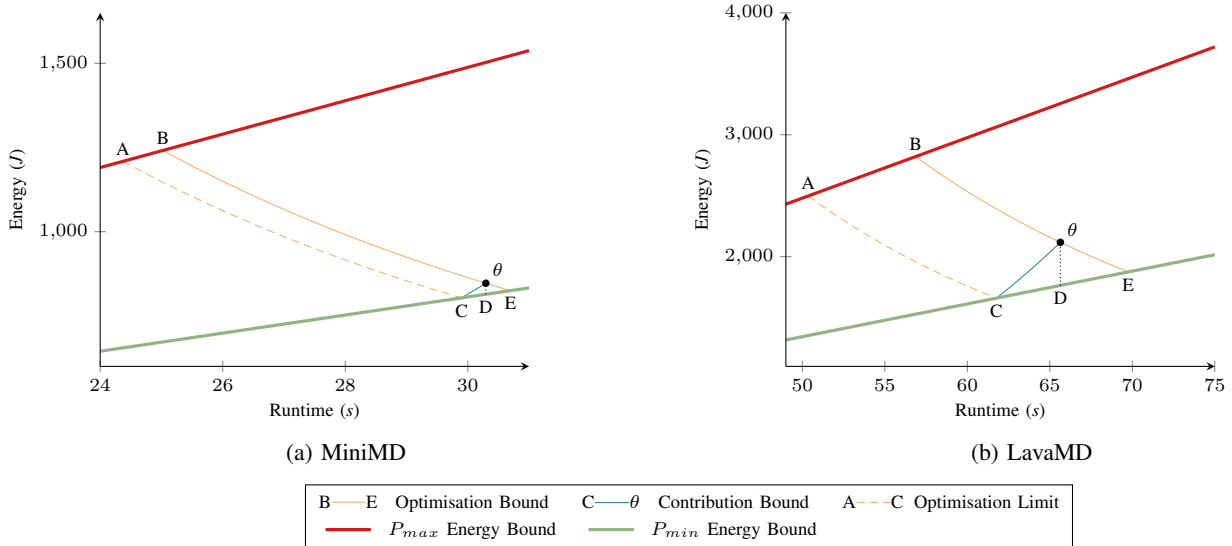 1,500
1,000
Energy (J)
A
B
θ
C
D
E
24
26
28
30
Runtime (s)
(a) MiniMD
4,000
3,000
2,000
Energy (J)
A
B
θ
C
D
E
50
55
60
65
70
75
Runtime (s)
(b) LavaMD
B E Optimisation Bound C θ Contribution Bound A C Optimisation Limit
Pmax Energy Bound Pmin Energy Bound